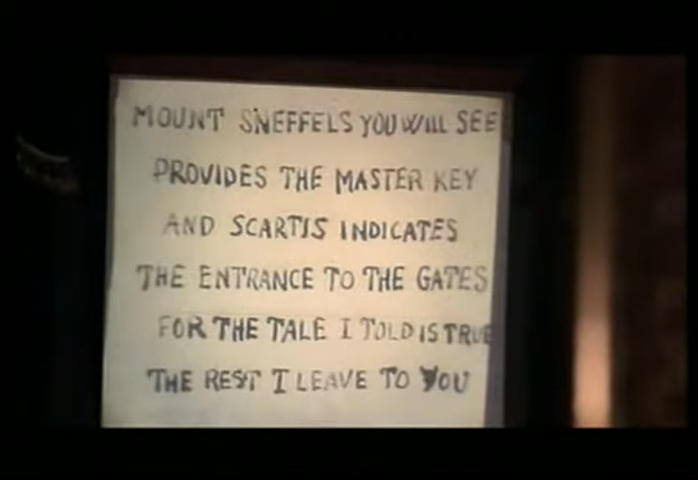 MOUNT SNEFFELS YOU WILL SEE
PROVIDES THE MASTER KEY
AND SCARTIS INDICATES
THE ENTRANCE TO THE GATES
FOR THE TALE I TOLD IS TRUE
THE REST I LEAVE TO YOU